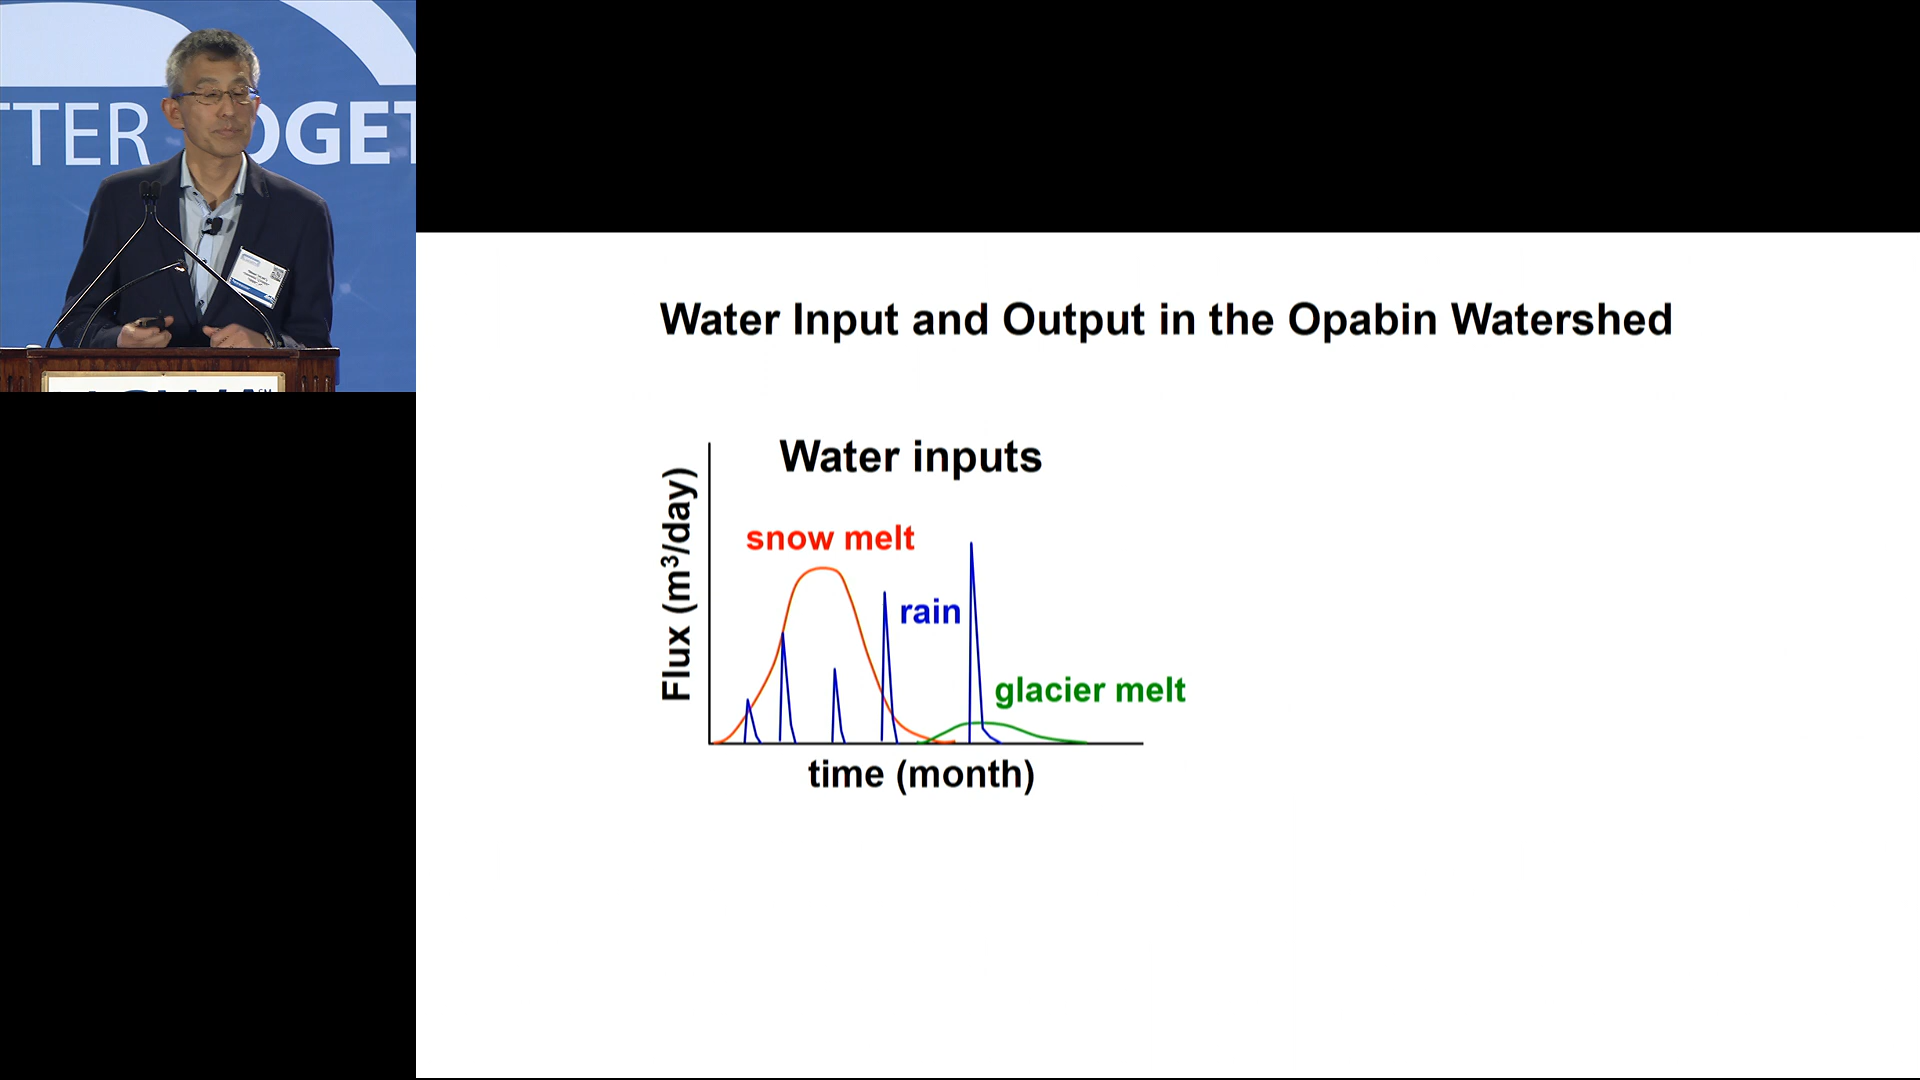 TTER OGET
Water Input and Output in the Opabin Watershed
Water inputs
Flux (m³/day)
snow melt
rain
glacier melt
time (month)